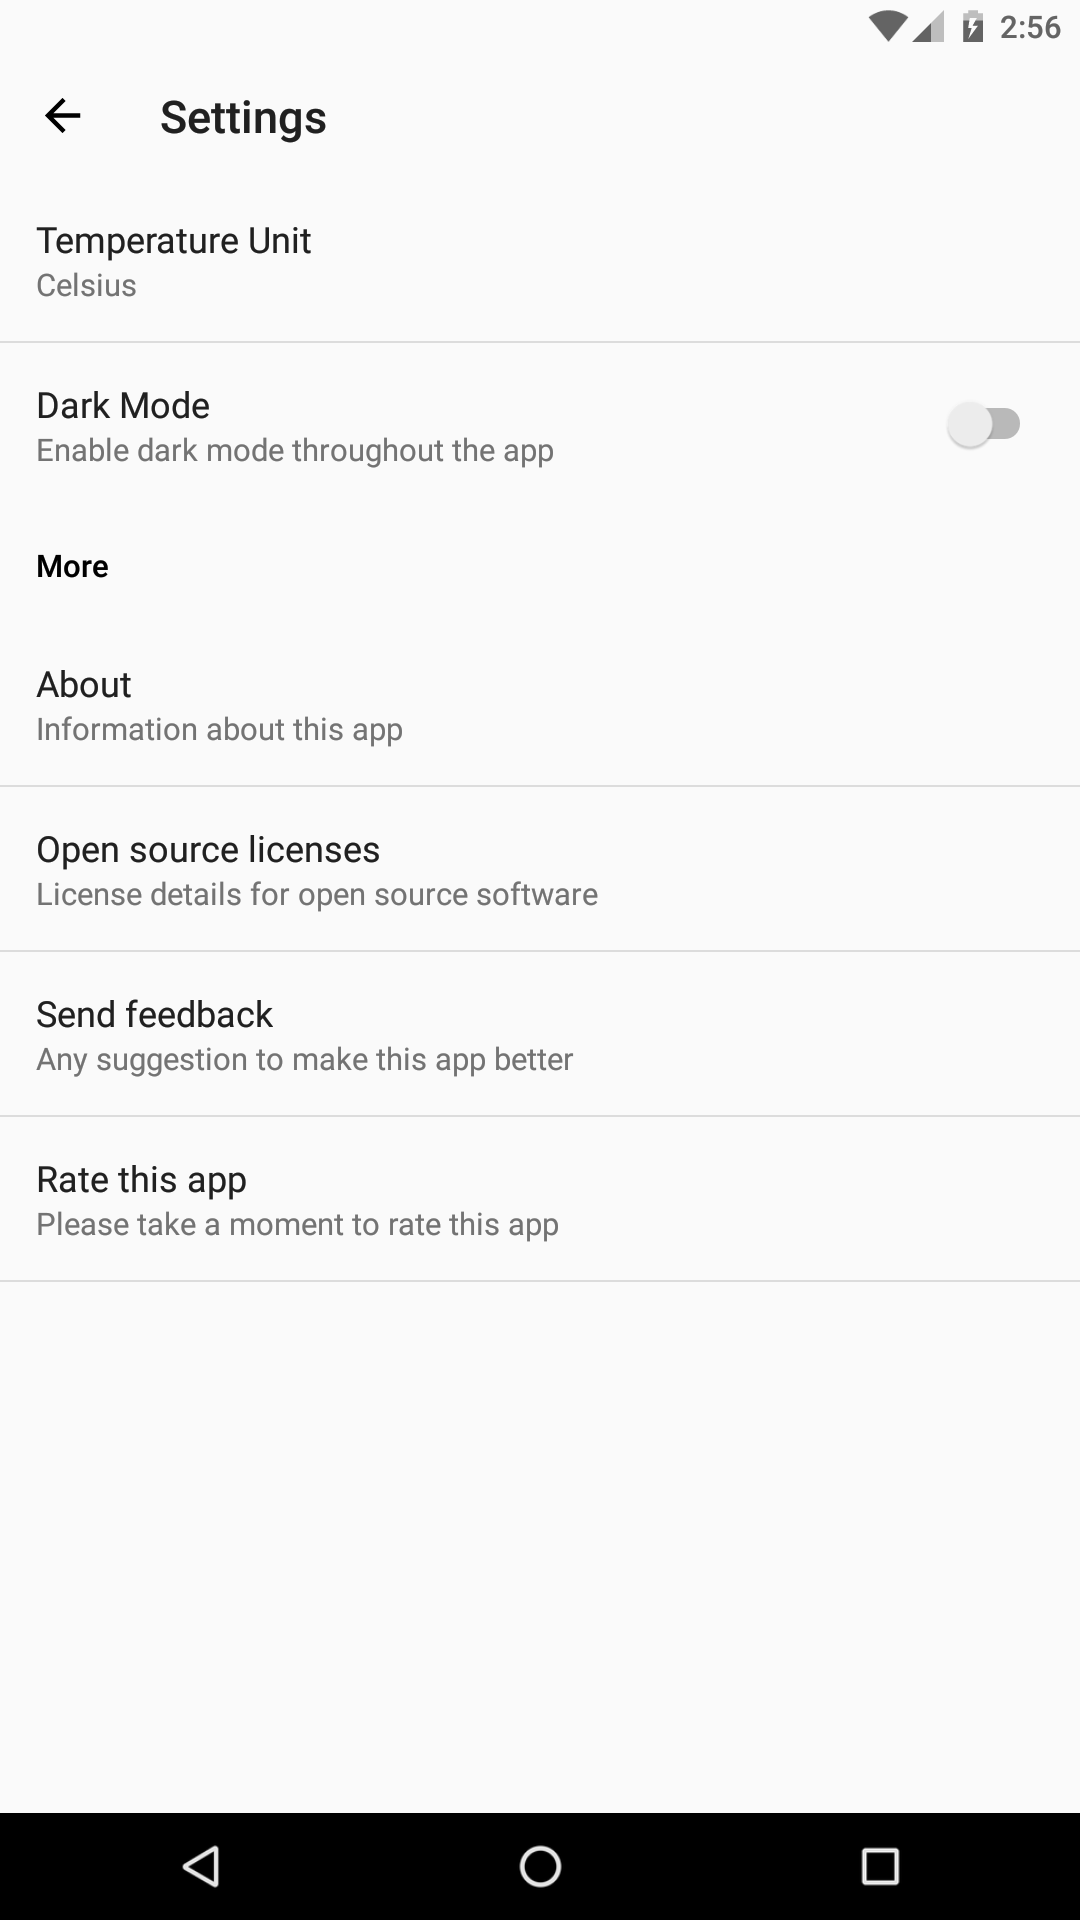 2:56
Settings
Temperature Unit
Celsius
Dark Mode
Enable dark mode throughout the app
More
About
Information about this app
Open source licenses
License details for open source software
Send feedback
Any suggestion to make this app better
Rate this app
Please take a moment to rate this app